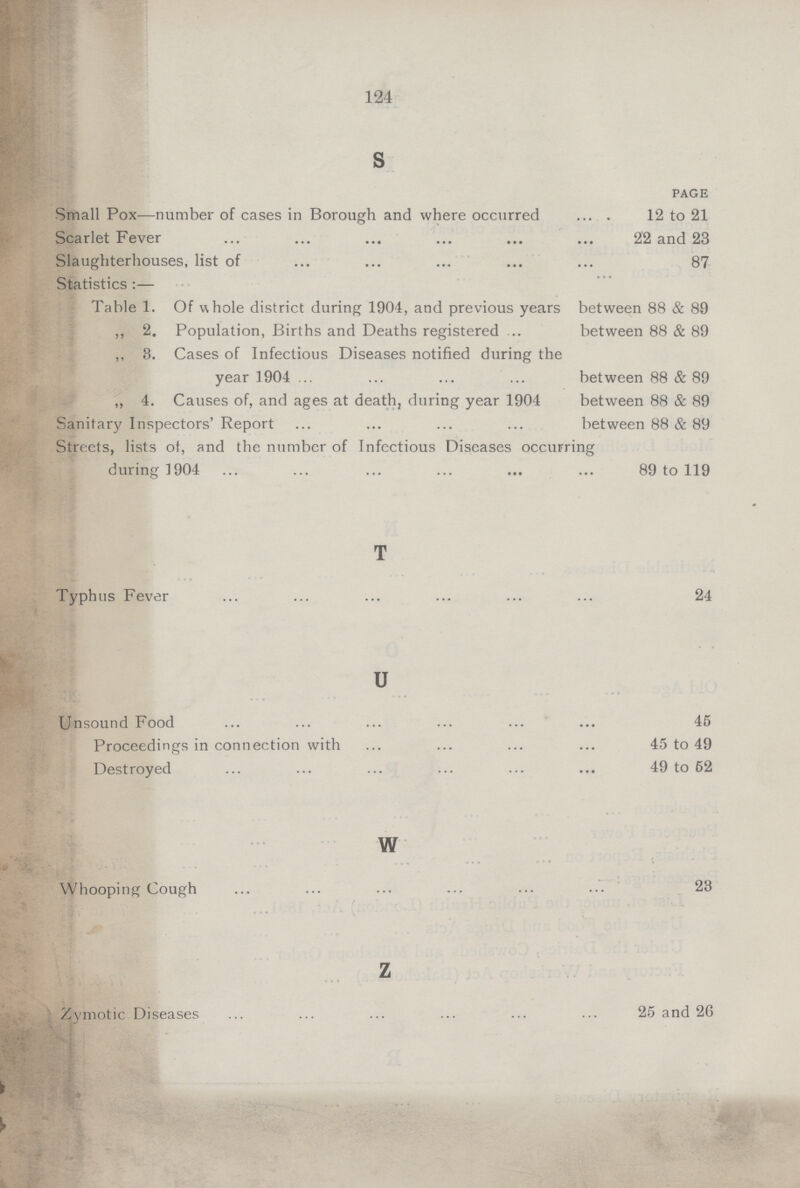 124
S
PAGE
Small Pox—number of cases in Borough and where occurred ... . 12 to 21
Scarlet Fever ... ... ... ... ... ... 22 and 23
Slaughterhouses, list of ... ... ... ... ... 87
Statistics :— ...
Table 1. Of whole district during 1904, and previous years between 88 & 89
„ 2. Population, Births and Deaths registered ... between 88 & 89
„ 3. Cases of Infectious Diseases notified during the
year 1904 ... ... ... ... between 88 & 89
„ 4. Causes of, and ages at death, during year 1904 between 88 & 89
Sanitary Inspectors' Report ... ... ... ... between 88 & 89
Streets, lists of, and the number of Infectious Diseases occurring
during 1904 ... ... ... ... ... ... 89 to 119
T
Typhus Fever ... ... ... ... ... ... 24
U
Unsound Food ... ... ... ... ... ... 45
Proceedings in connection with ... ... ... ... 45 to 49
Destroyed ... ... ... ... ... ... 49 to 52
W
Whooping Cough ... ... ... ... ... ... 23
Z
Zymotic Diseases ... ... ... ... ... ... 25 and 26